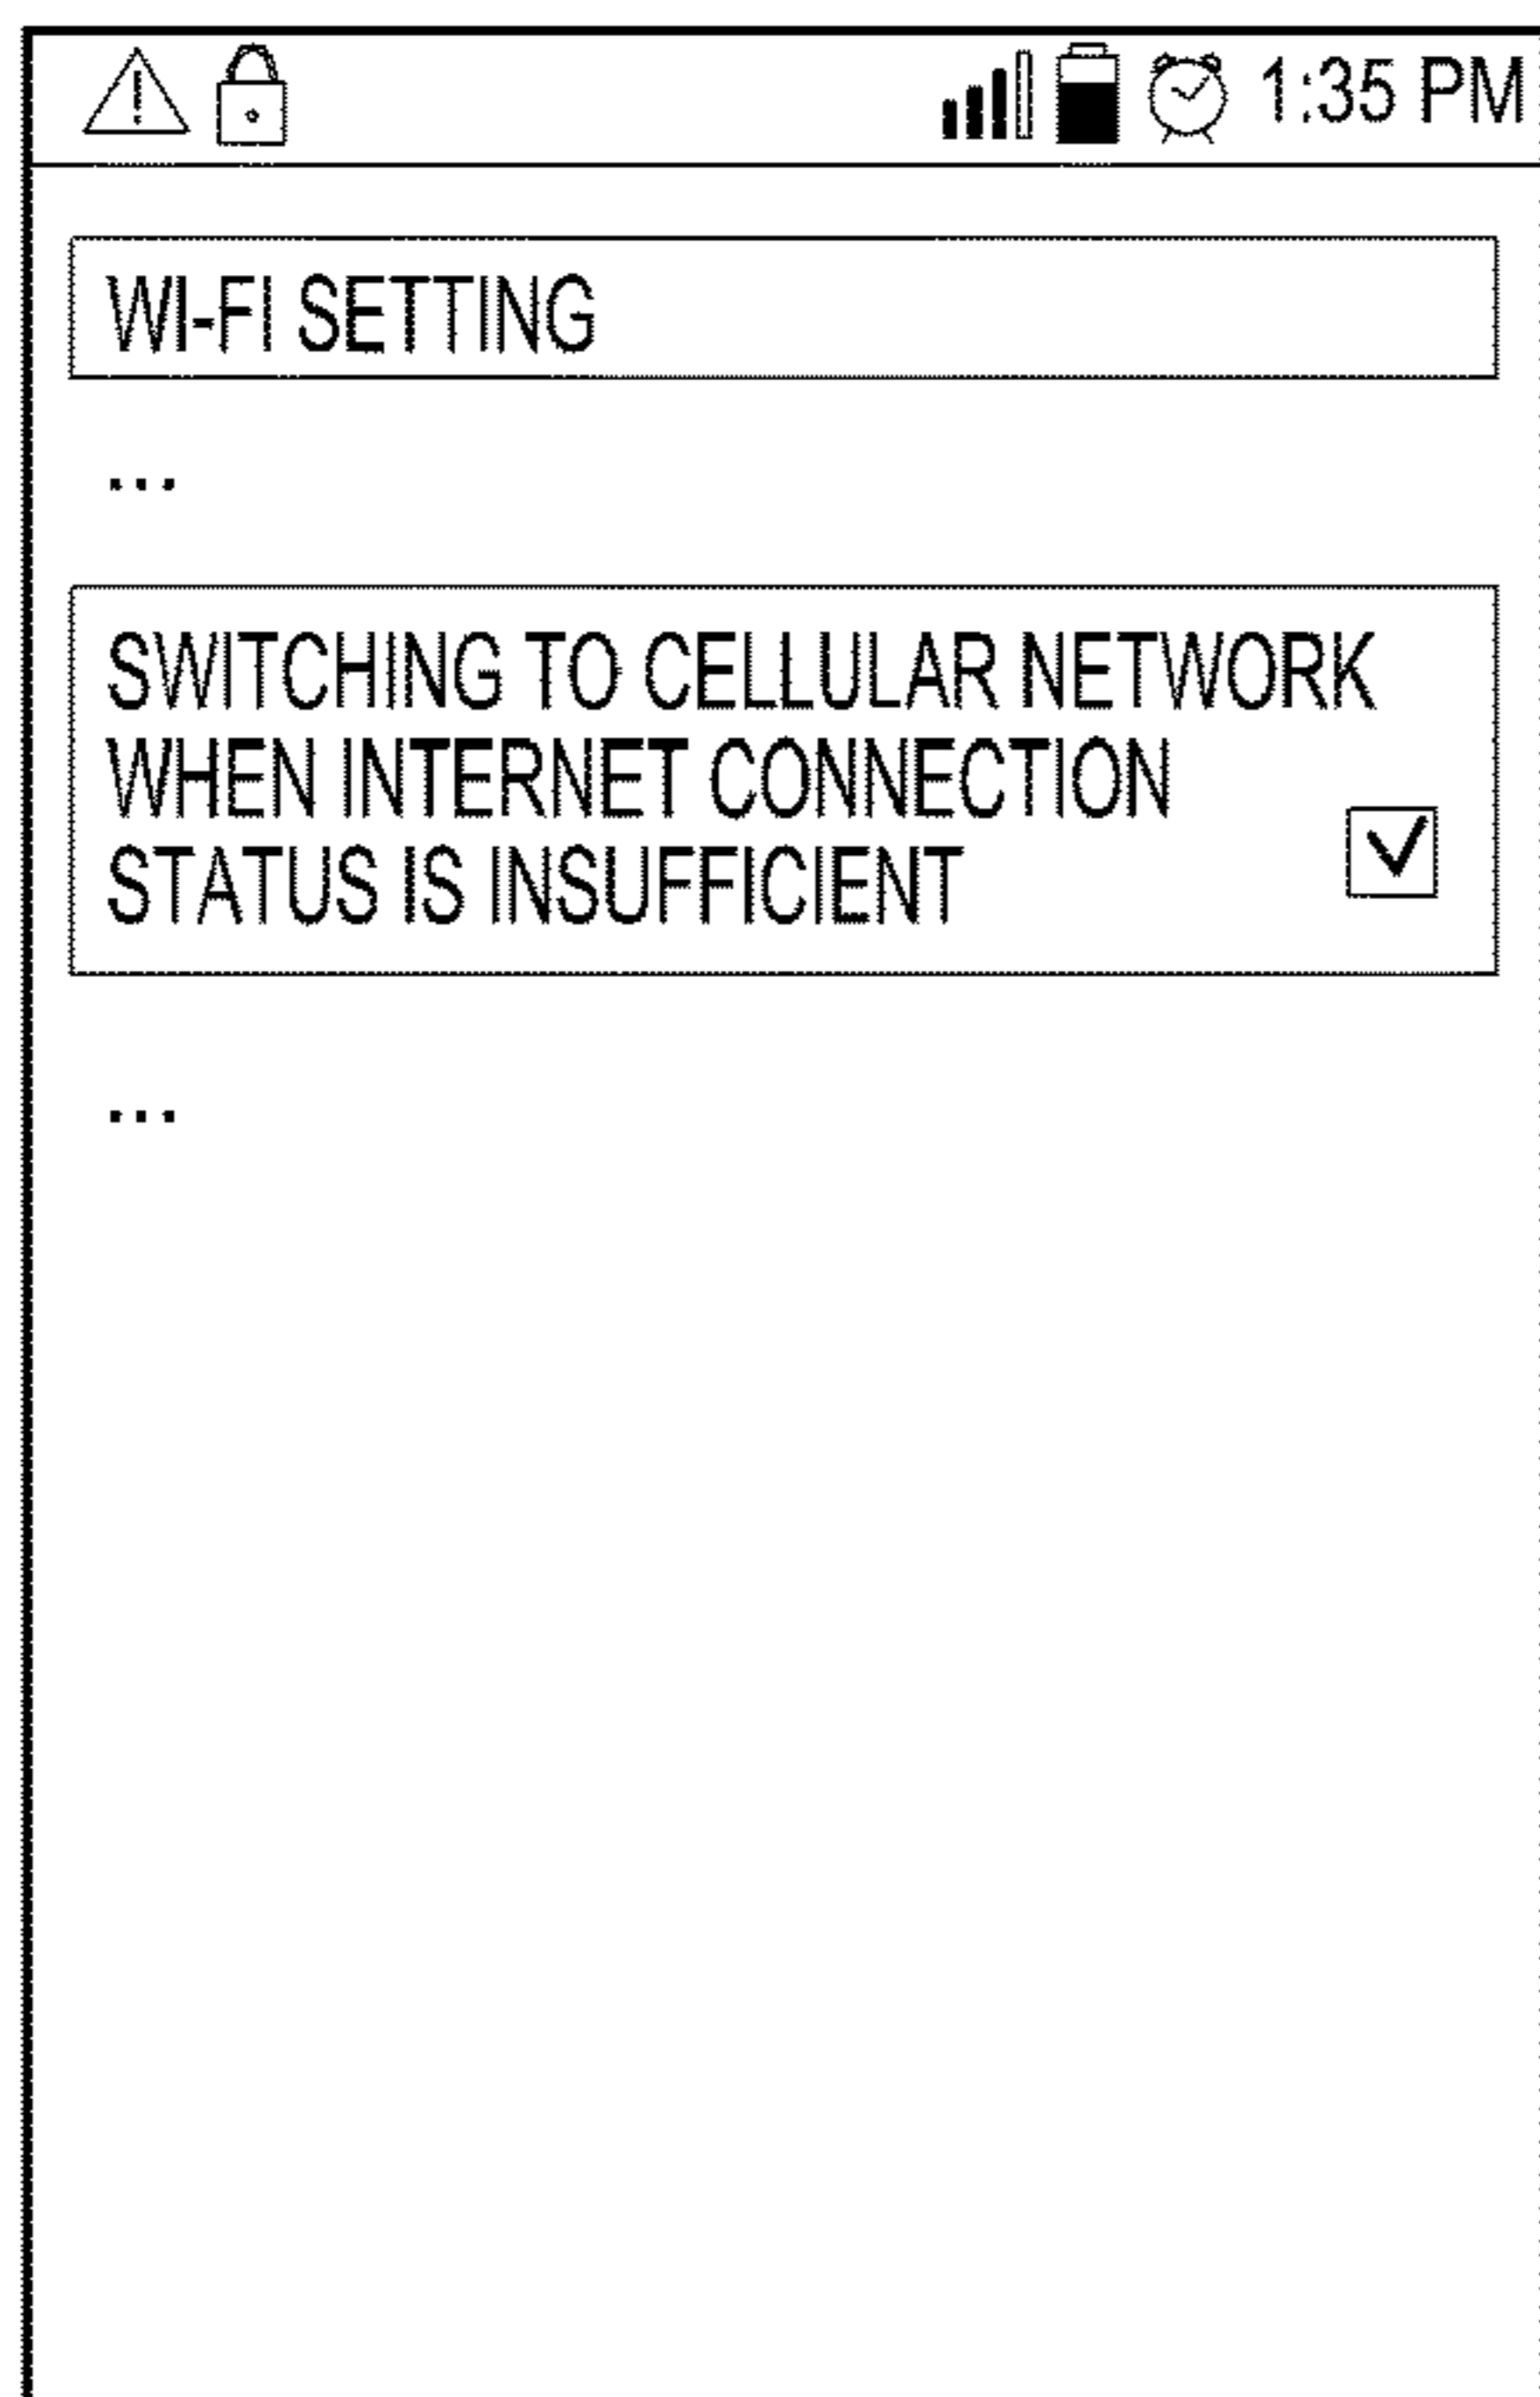 1:35 PM
WI-FI SETTING
...
SWITCHING TO CELLULAR NETWORK
WHEN INTERNET CONNECTION
STATUS IS INSUFFICIENT
...